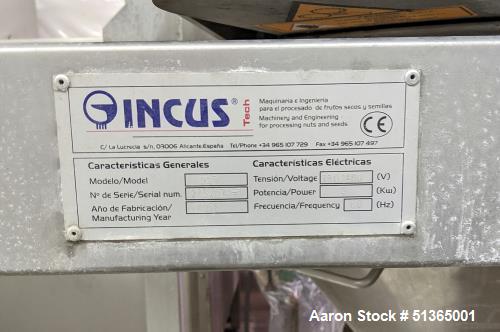 INCUS® Tech
Maquinaria e Ingeniería
para el procesado de frutos secos y semillas
Machinery and Engineering
for processing nuts and seeds
CE
C/ La Lucrecia s/n, 03006 Alicante.España Tel/Phone +34 965 107 729 Fax +34 965 107 497
Características Generales
Modelo/Model
Nº de Serie/Serial num.
Año de Fabricación/
Manufacturing Year
Características Eléctricas
Tensión/Voltage (V)
Potencia/Power (Kw)
Frecuencia/Frequency (Hz)
Aaron Stock # 51365001